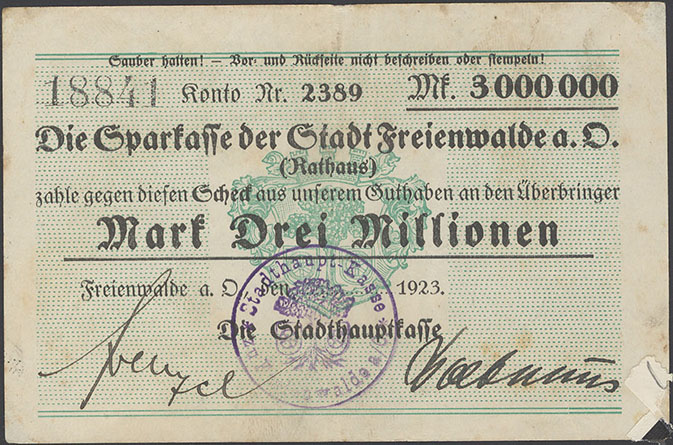 Sauber halten! — Vor- und Rückseite nicht beschreiben oder stempeln!
18841 Konto Nr. 2389 Mk. 3000000
Die Sparkasse der Stadt Freienwalde a. O.
(Rathaus)
zahle gegen diesen Scheck aus unserem Guthaben an den Überbringer
Mark Drei Millionen
Freienwalde a. O., den 1923.
Die Stadthauptkasse
Stadthaupt-Kasse